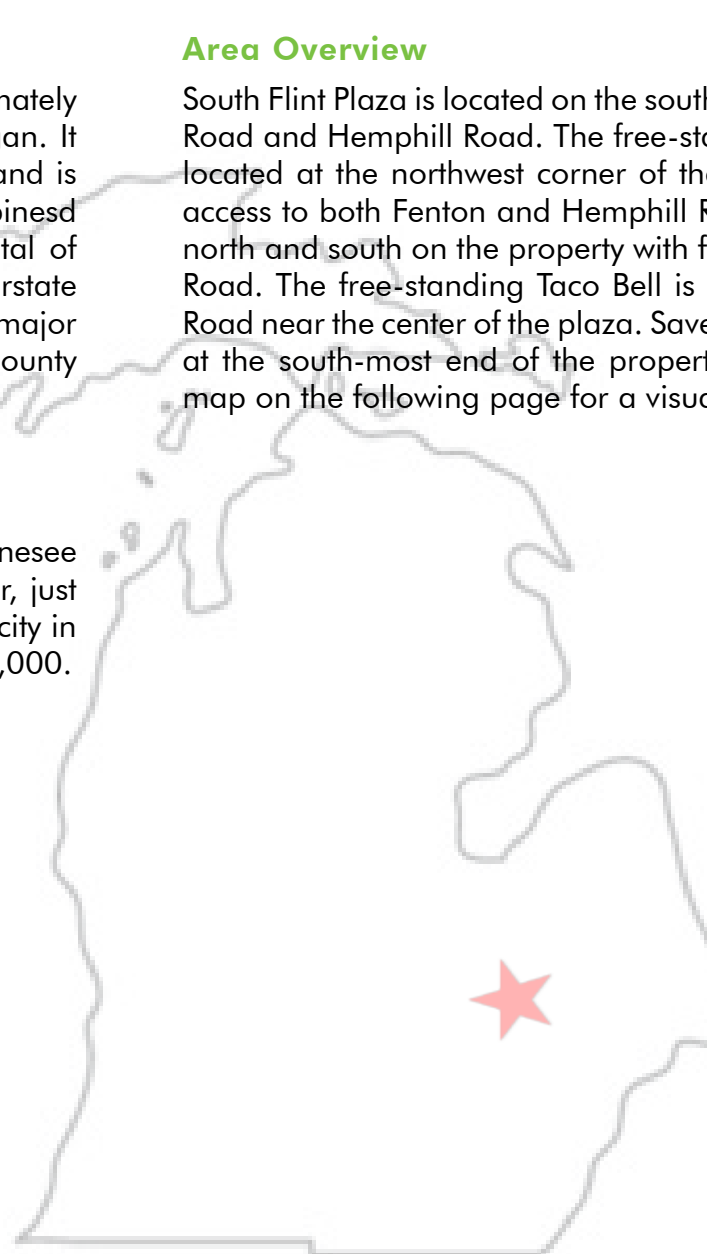 nately
an. It
and is
binesd
tal of
rstate
major
ounty
nesee
r, just
city in
,000.
Area Overview
South Flint Plaza is located on the south
Road and Hemphill Road. The free-sta
located at the northwest corner of the
access to both Fenton and Hemphill R
north and south on the property with f
Road. The free-standing Taco Bell is
Road near the center of the plaza. Save
at the south-most end of the propert
map on the following page for a visua